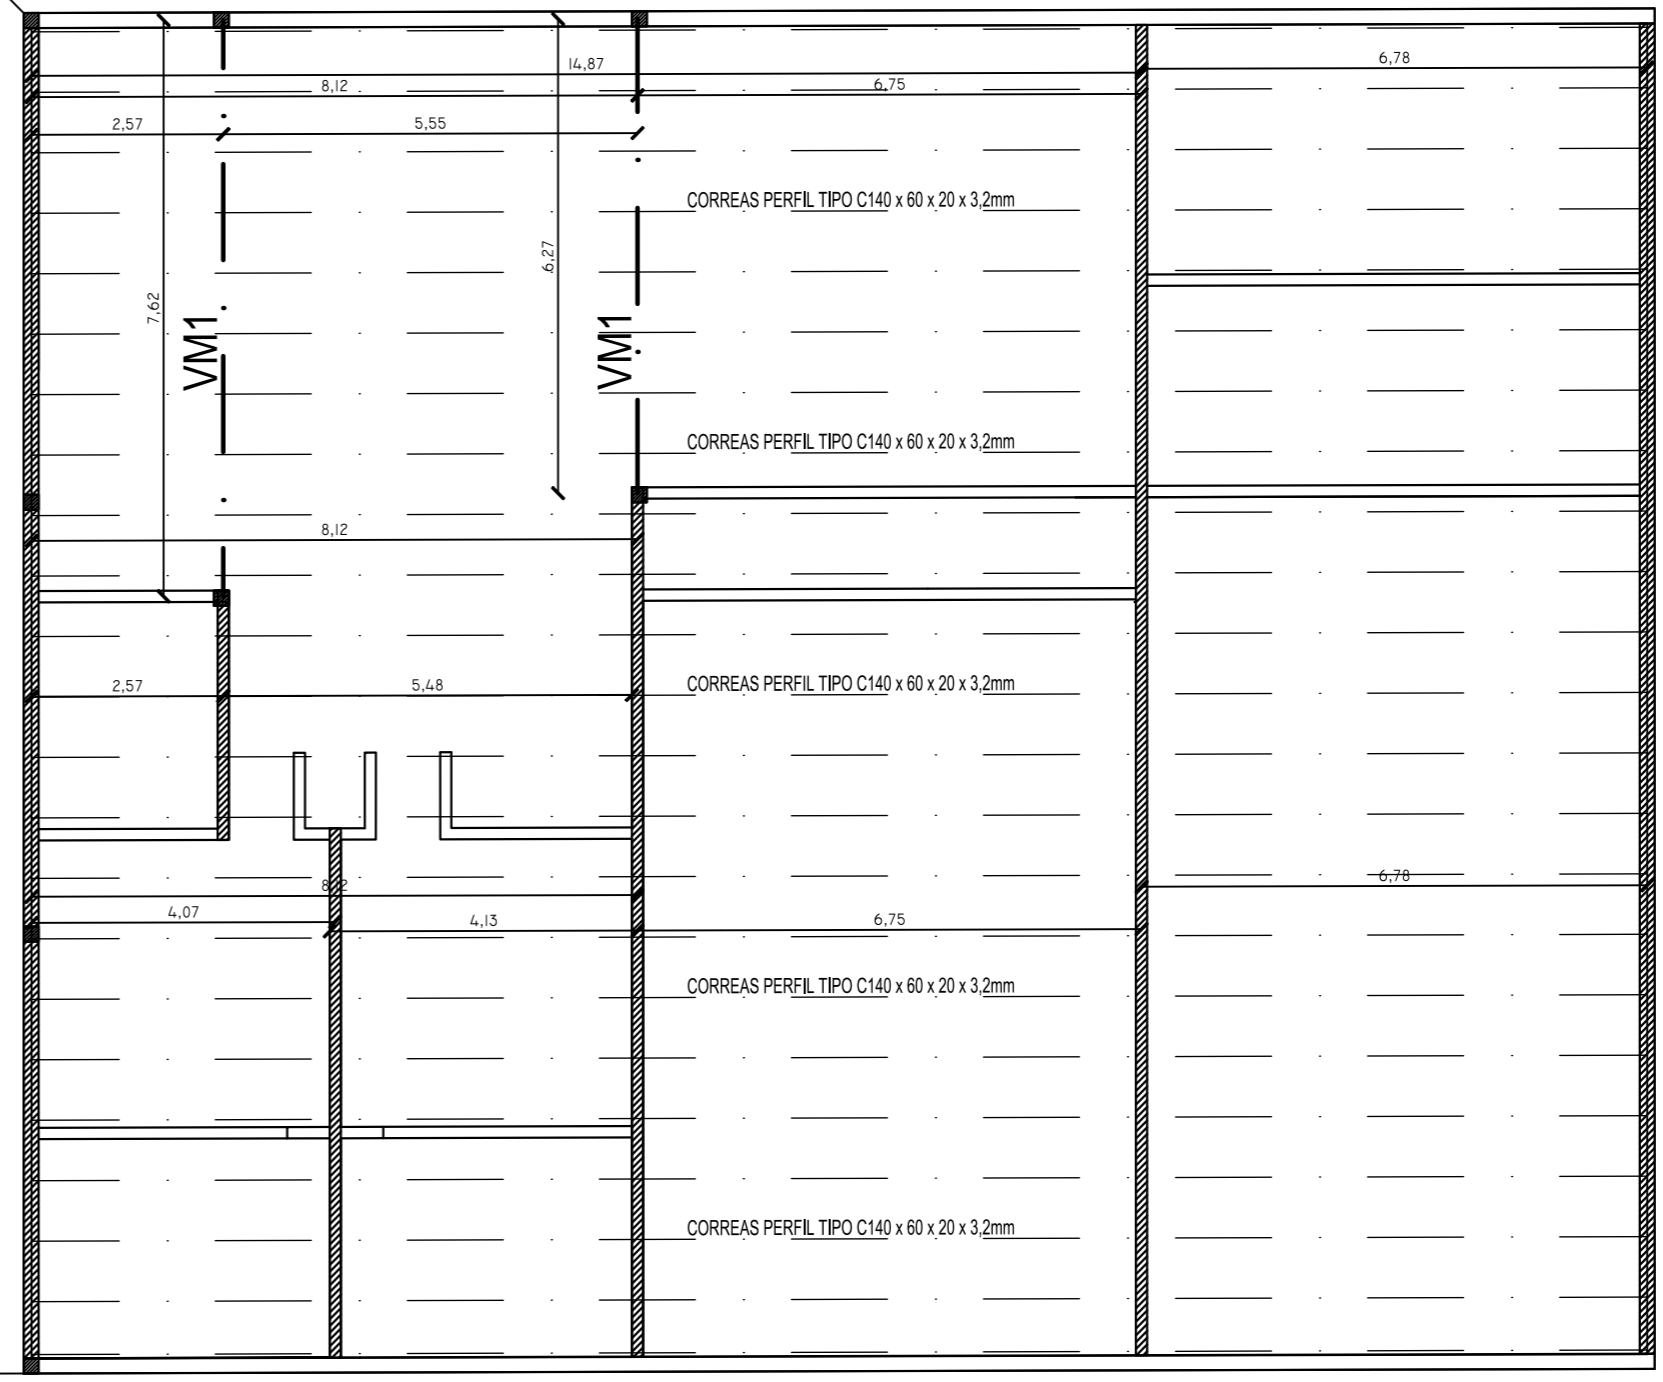 14,87
6,78
8,12
6,75
2,57
5,55
CORREAS PERFIL TIPO C140 x 60 x 20 x 3,2mm
6,27
7,62
VM1
VM1
CORREAS PERFIL TIPO C140 x 60 x 20 x 3,2mm
8,12
2,57
5,48
CORREAS PERFIL TIPO C140 x 60 x 20 x 3,2mm
8,12
6,78
4,07
4,13
6,75
CORREAS PERFIL TIPO C140 x 60 x 20 x 3,2mm
CORREAS PERFIL TIPO C140 x 60 x 20 x 3,2mm